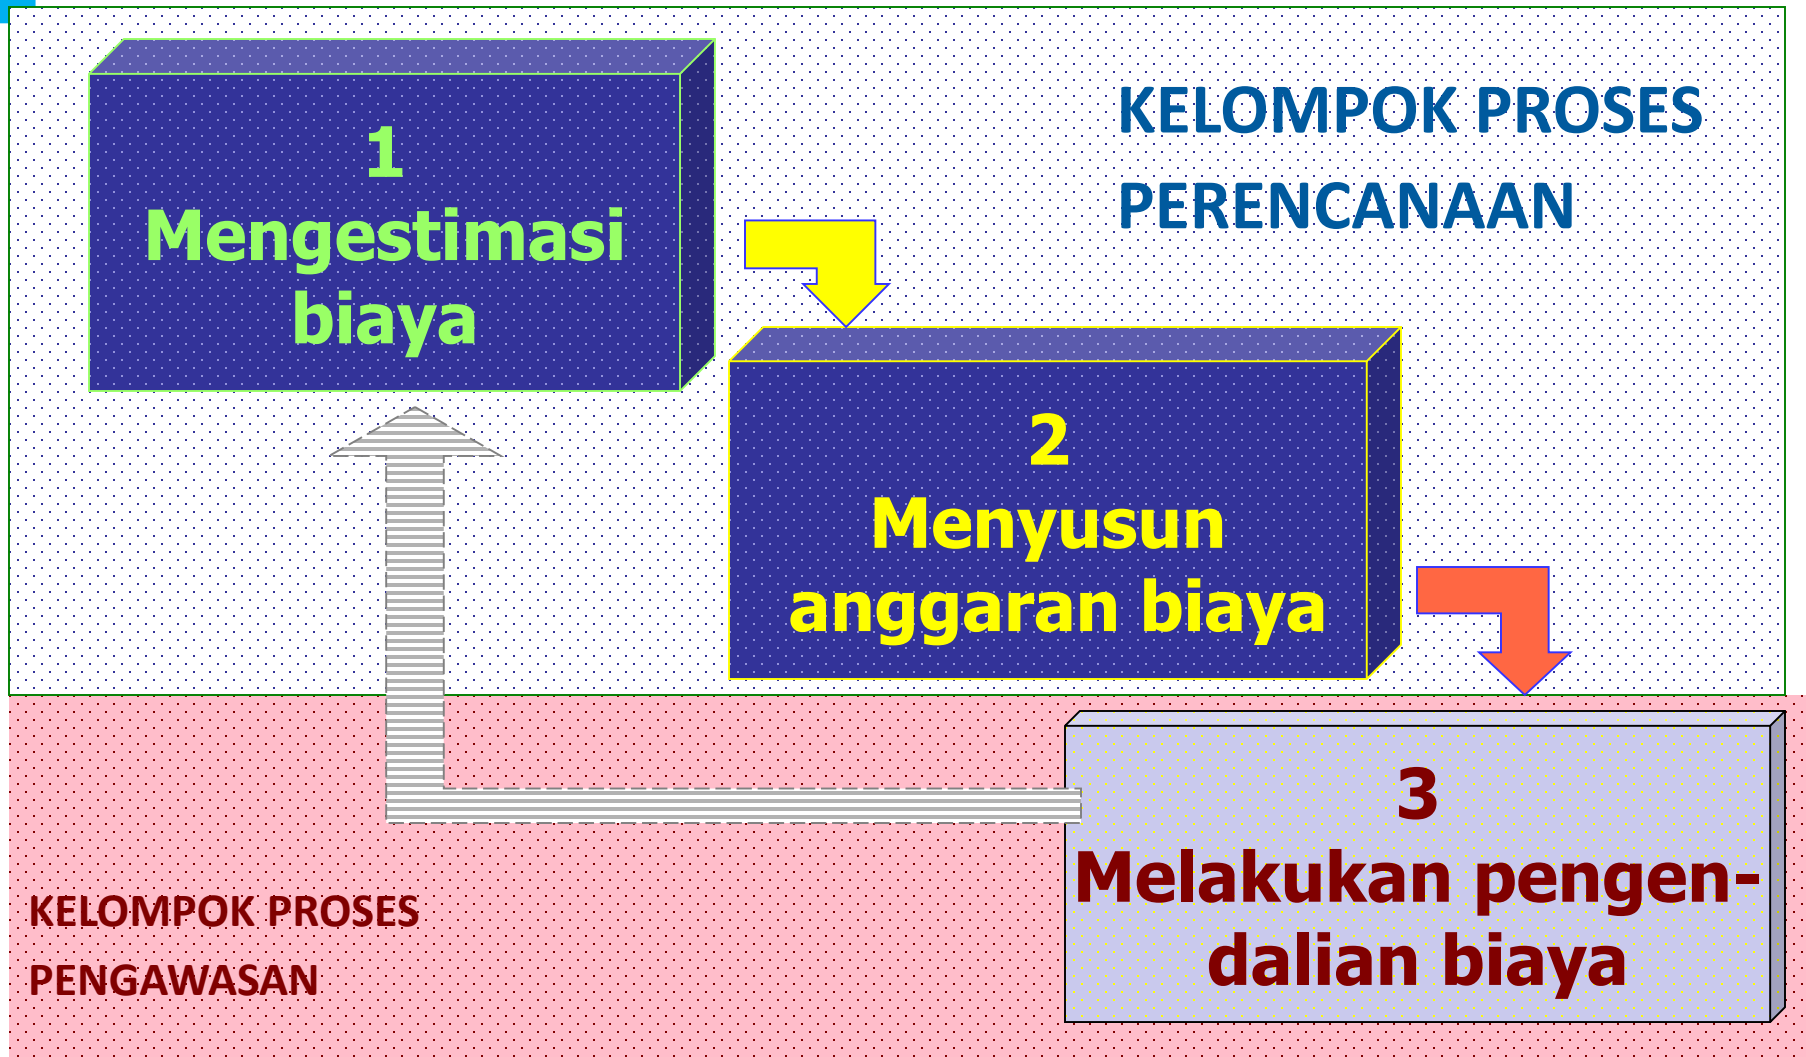 1
Mengestimasi
biaya
KELOMPOK PROSES
PERENCANAAN
2
Menyusun
anggaran biaya
3
Melakukan pengen-
dalian biaya
KELOMPOK PROSES
PENGAWASAN